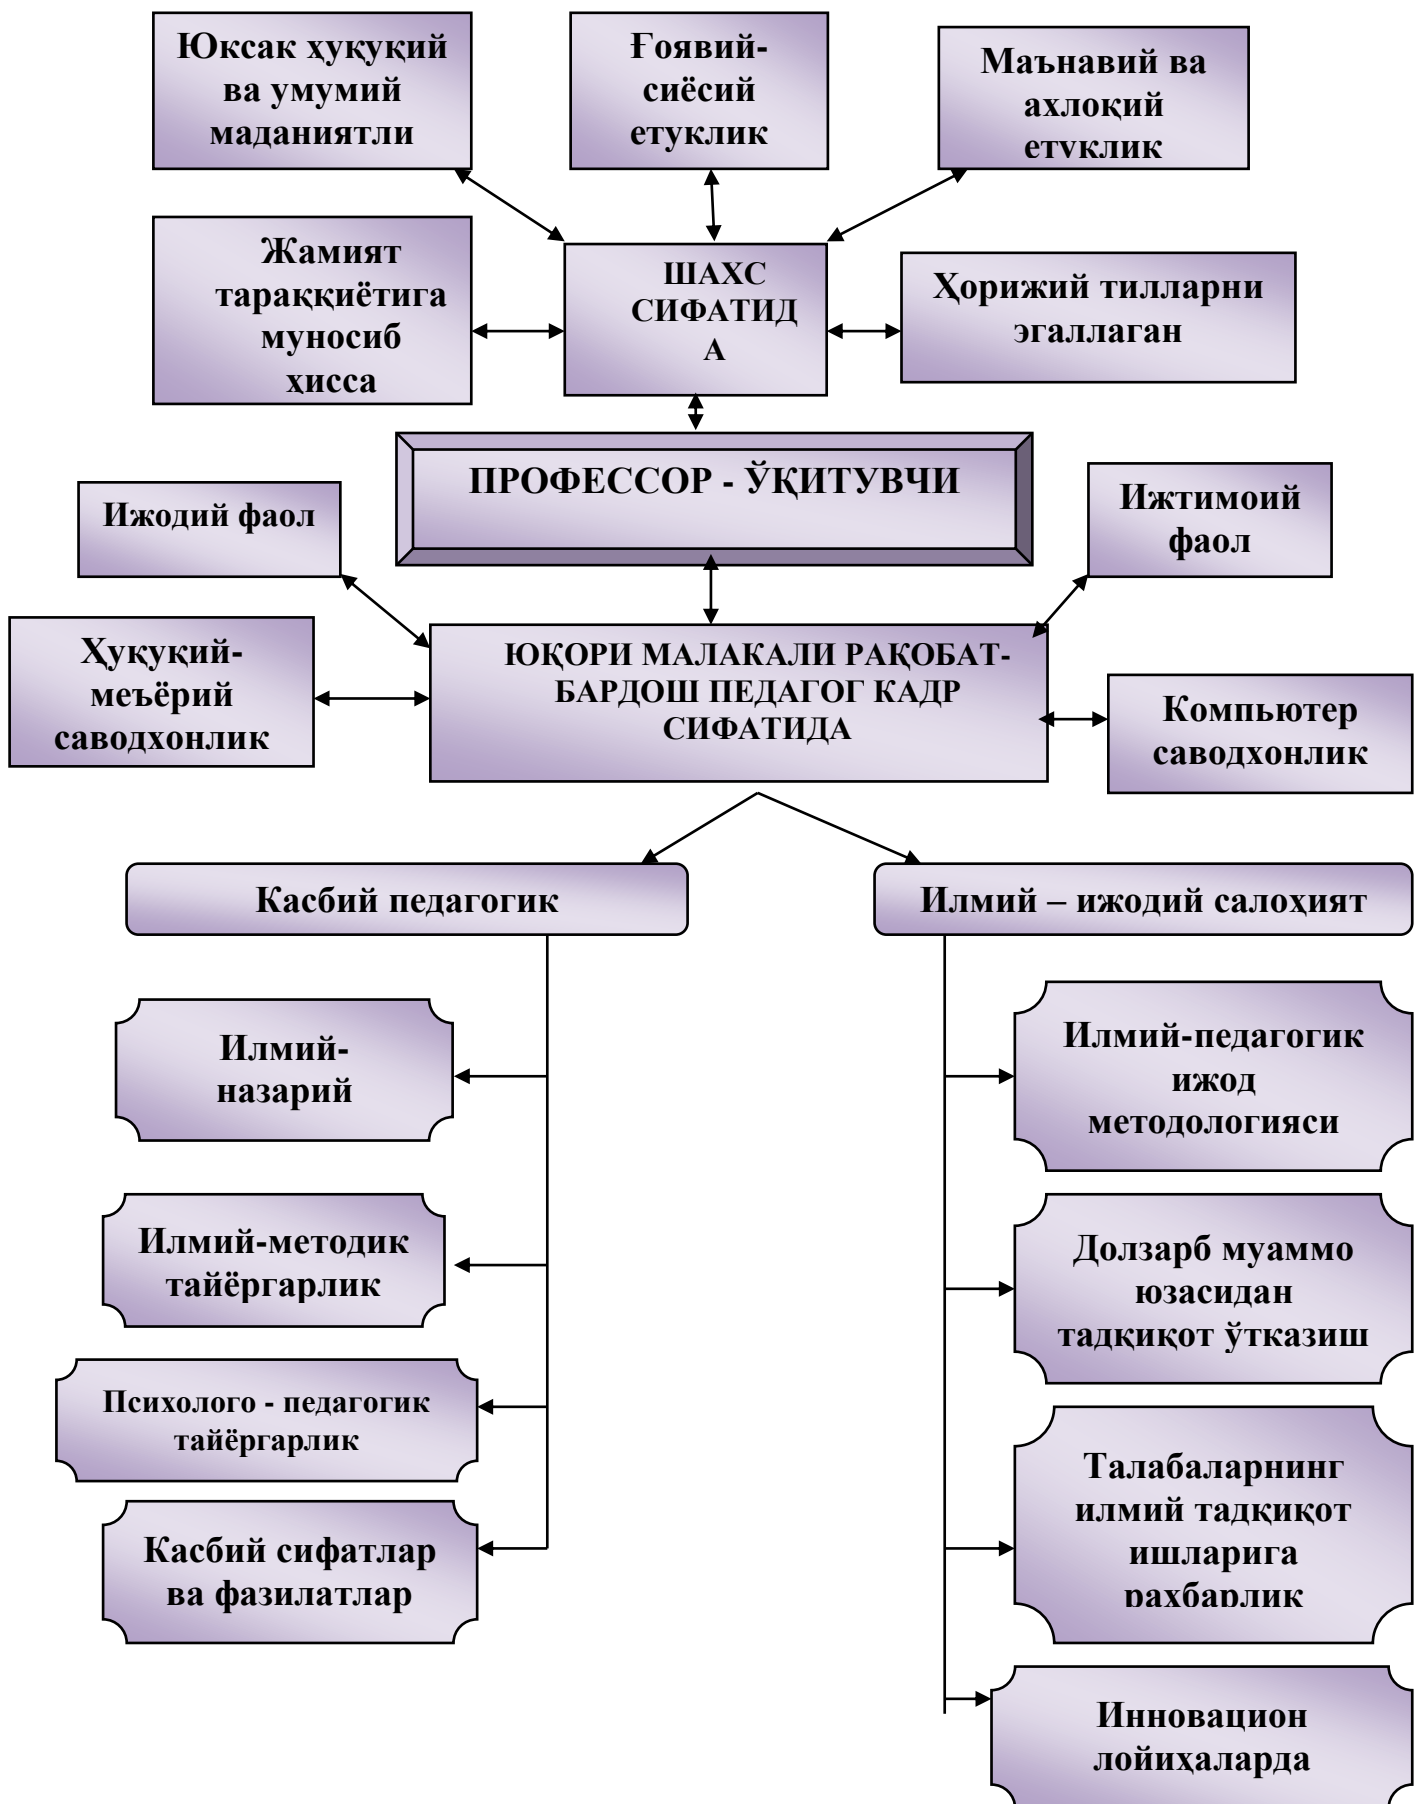 Юксак ҳуқуқий
ва умумий
маданиятли
Ғоявий-
сиёсий
етуклик
Маънавий ва
ахлоқий
етуклик
Жамият
тараққиётига
муносиб
ҳисса
ШАХС
СИФАТИД
А
Ҳорижий тилларни
эгаллаган
ПРОФЕССОР - ЎҚИТУВЧИ
Ижодий фаол
Ижтимоий
фаол
Ҳуқуқий-
меъёрий
саводхонлик
ЮҚОРИ МАЛАКАЛИ РАҚОБАТ-
БАРДОШ ПЕДАГОГ КАДР
СИФАТИДА
Компьютер
саводхонлик
Касбий педагогик
Илмий – ижодий салоҳият
Илмий-
назарий
Илмий-методик
тайёргарлик
Психолого - педагогик
тайёргарлик
Касбий сифатлар
ва фазилатлар
Илмий-педагогик
ижод
методологияси
Долзарб муаммо
юзасидан
тадқиқот ўтказиш
Талабаларнинг
илмий тадқиқот
ишларига
рахбарлик
Инновацион
лойиҳаларда